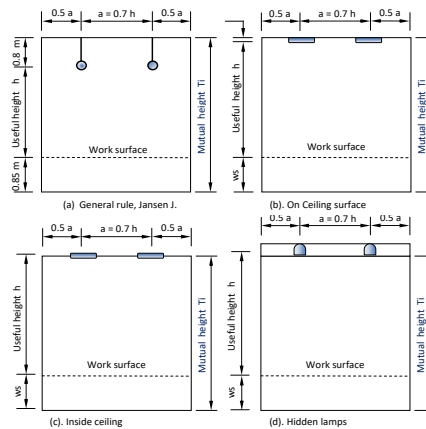 0.5 a
a = 0.7 h
0.5 a
0.8 m
Useful height h
0.85 m
Work surface
Mutual height Ti
(a) General rule, Jansen J.
0.5 a
a = 0.7 h
0.5 a
Useful height h
ws
Work surface
Mutual height Ti
(b). On Ceiling surface
0.5 a
a = 0.7 h
0.5 a
Useful height h
ws
Work surface
Mutual height Ti
(c). Inside ceiling
0.5 a
a = 0.7 h
0.5 a
Useful height h
ws
Work surface
Mutual height Ti
(d). Hidden lamps